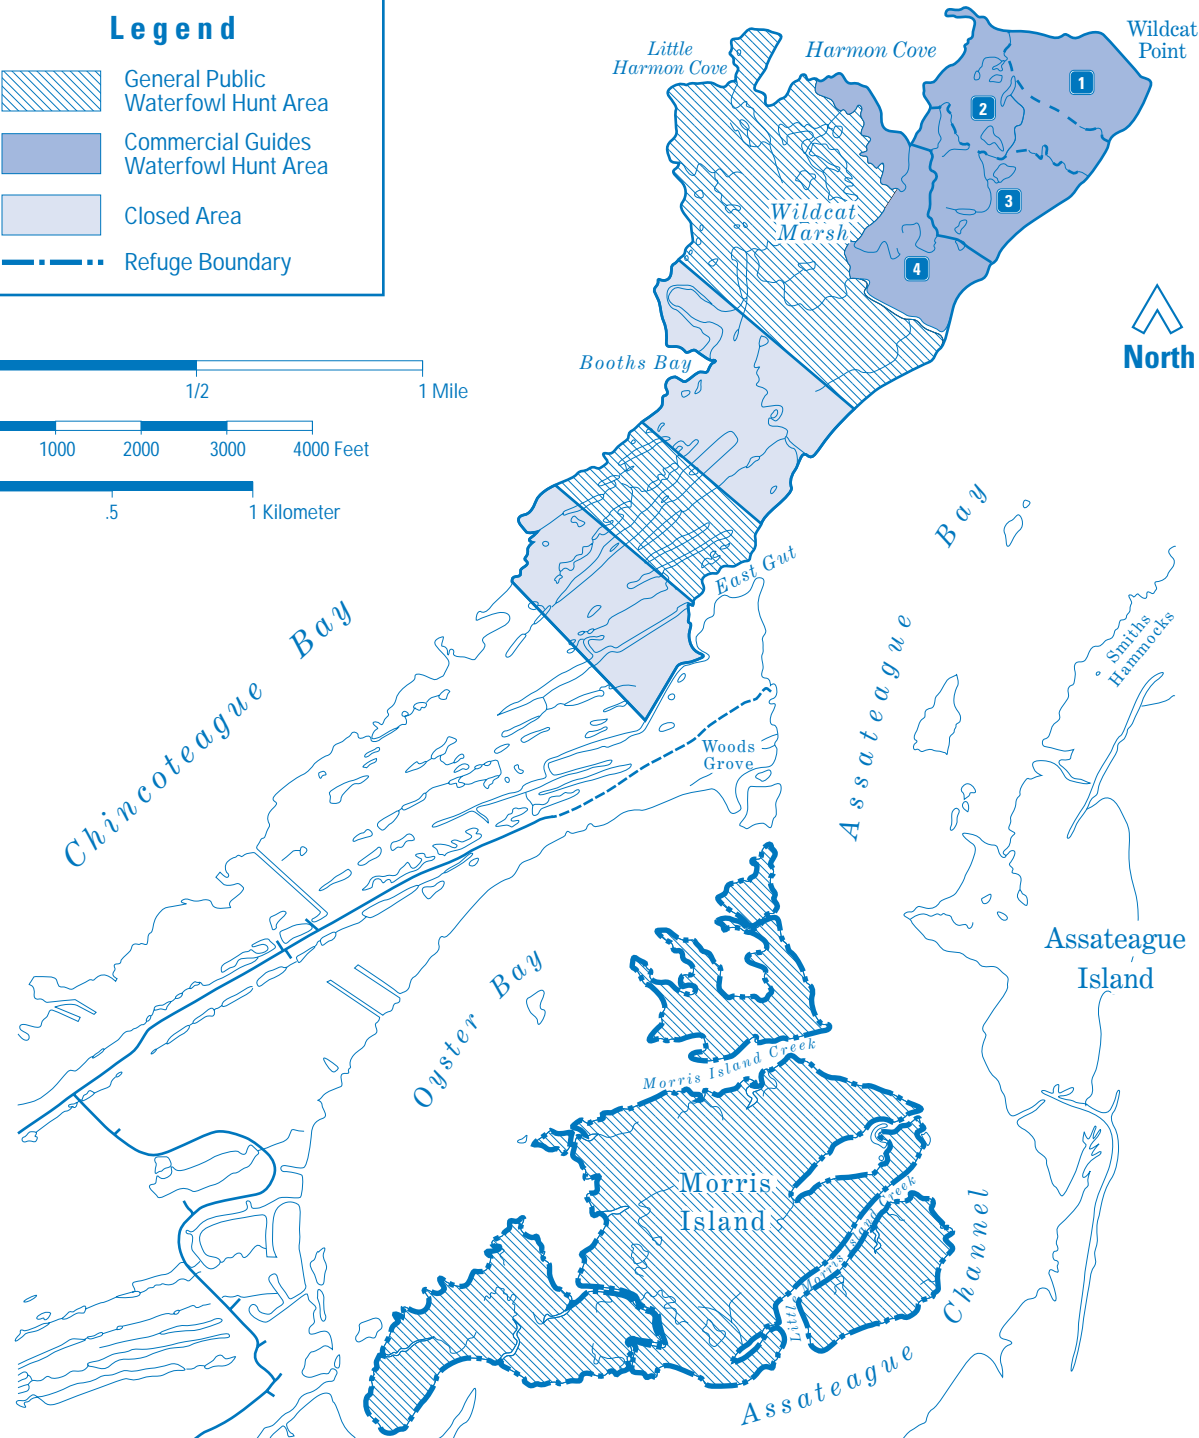 Legend
General Public
Waterfowl Hunt Area
Commercial Guides
Waterfowl Hunt Area
Closed Area
Refuge Boundary
1/2
1 Mile
1000
2000
3000
4000 Feet
.5
1 Kilometer
Little
Harmon Cove
Harmon Cove
Wildcat
Point
1
2
3
4
Wildcat
Marsh
North
Booths Bay
East Gut
Chincoteague Bay
Assateague Bay
Smiths
Hammocks
Woods
Grove
Oyster Bay
Assateague
Island
Morris Island Creek
Morris
Island
Little Morris Island Creek
Assateague Channel